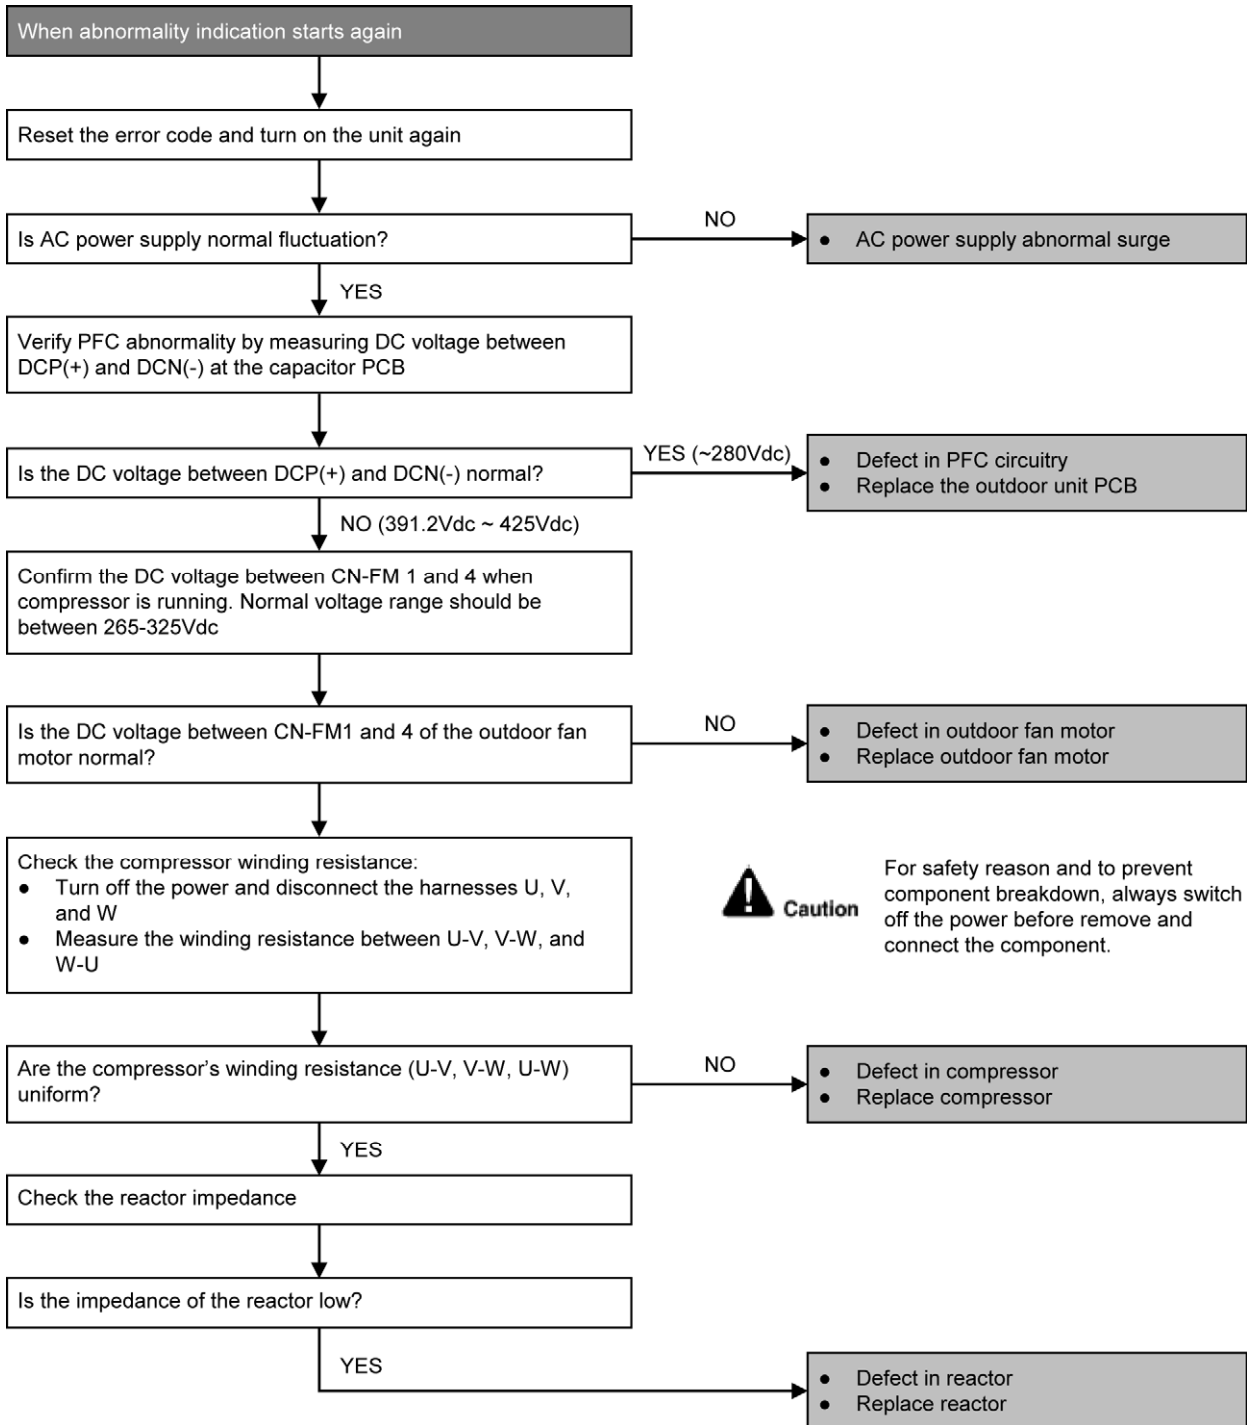 When abnormality indication starts again
Reset the error code and turn on the unit again
Is AC power supply normal fluctuation?
NO
● AC power supply abnormal surge
YES
Verify PFC abnormality by measuring DC voltage between
DCP(+) and DCN(-) at the capacitor PCB
Is the DC voltage between DCP(+) and DCN(-) normal?
YES (~280Vdc)
● Defect in PFC circuitry
● Replace the outdoor unit PCB
NO (391.2Vdc ~ 425Vdc)
Confirm the DC voltage between CN-FM 1 and 4 when
compressor is running. Normal voltage range should be
between 265-325Vdc
Is the DC voltage between CN-FM1 and 4 of the outdoor fan
motor normal?
NO
● Defect in outdoor fan motor
● Replace outdoor fan motor
Check the compressor winding resistance:
● Turn off the power and disconnect the harnesses U, V,
and W
● Measure the winding resistance between U-V, V-W, and
W-U
Caution
For safety reason and to prevent
component breakdown, always switch
off the power before remove and
connect the component.
Are the compressor's winding resistance (U-V, V-W, U-W)
uniform?
NO
● Defect in compressor
● Replace compressor
YES
Check the reactor impedance
Is the impedance of the reactor low?
YES
● Defect in reactor
● Replace reactor